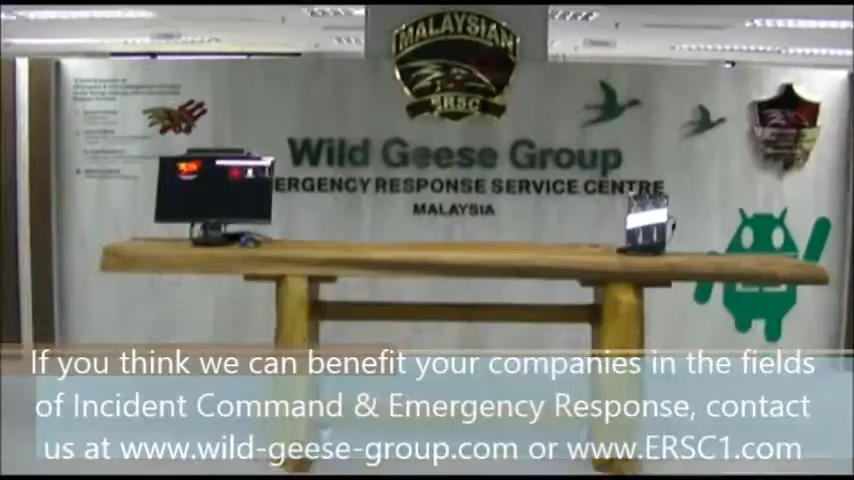 MALAYSIAN
ERSC
Wild Geese Group
ERGENCY RESPONSE SERVICE CENTRE
MALAYSIA
If you think we can benefit your companies in the fields
of Incident Command & Emergency Response, contact
us at www.wild-geese-group.com or www.ERSC1.com